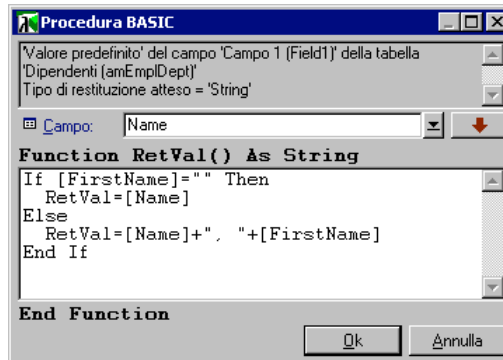 Procedura BASIC
'Valore predefinito' del campo 'Campo 1 (Field1)' della tabella
'Dipendenti (amEmplDept)'
Tipo di restituzione atteso = 'String'
Campo: Name
Function RetVal() As String
If [FirstName]="" Then
  RetVal=[Name]
Else
  RetVal=[Name]+", "+[FirstName]
End If
End Function
Ok Annulla